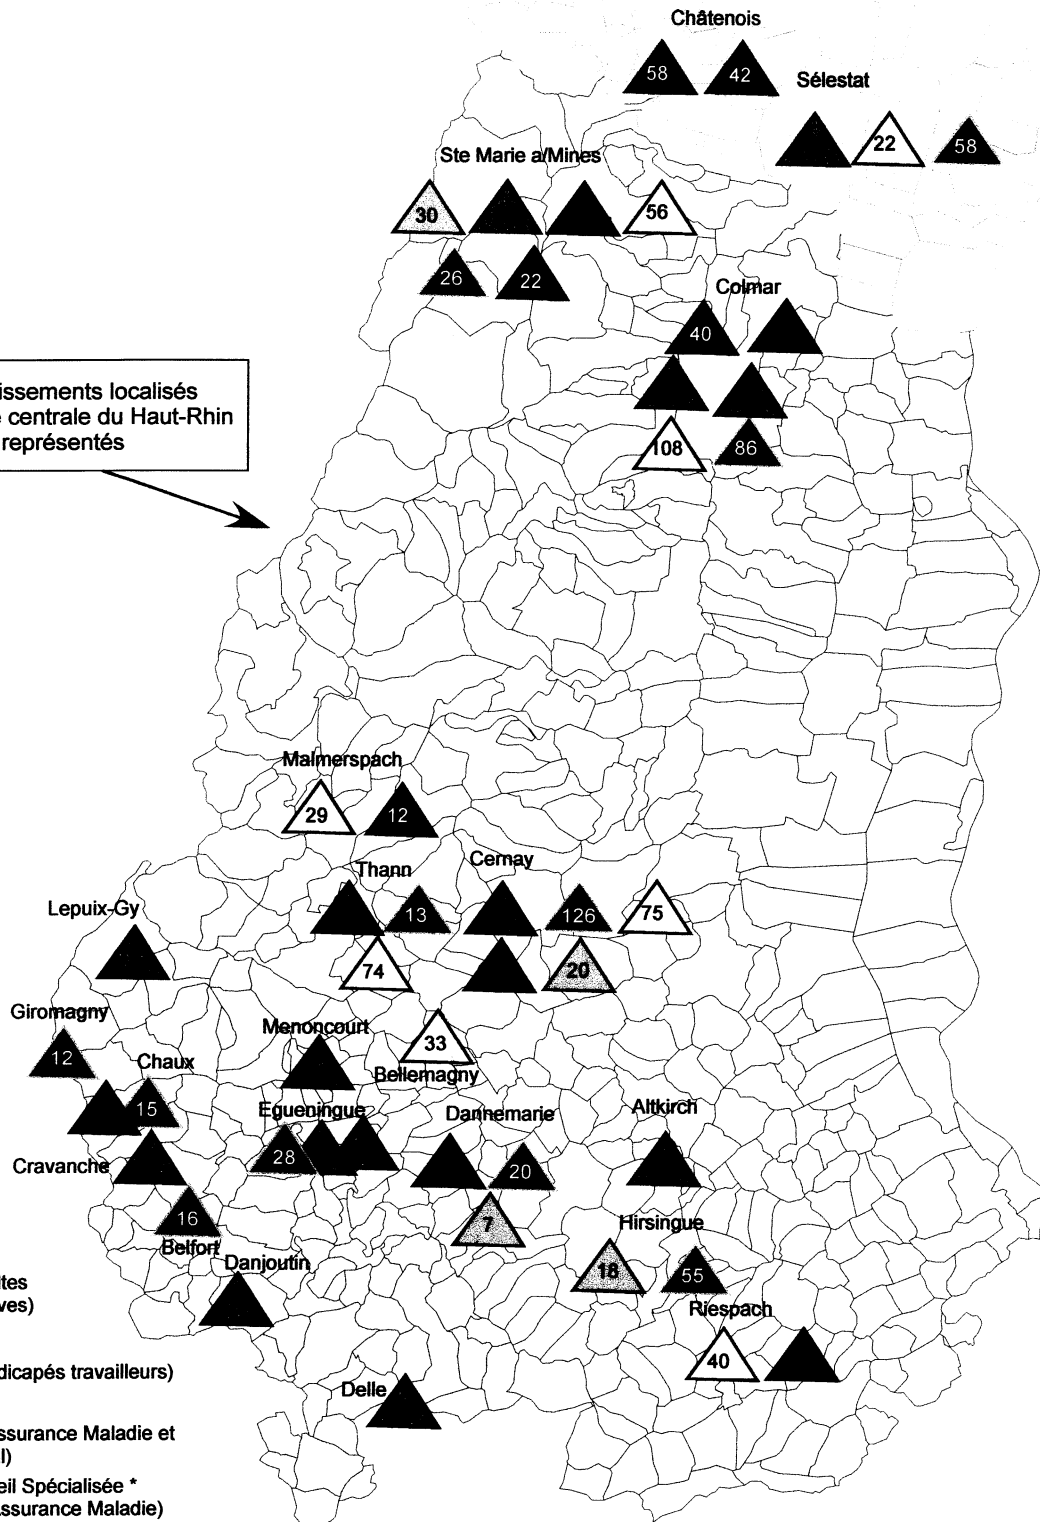 Châtenois
58 42
Sélestat
22 58
Ste Marie a/Mines
30 56
26 22
Colmar
40
108 86
issements localisés
e centrale du Haut-Rhin
représentés
Malmerspach
29 12
Thann
Cernay
13 126 75
Lepuix-Gy
74 20
Giromagny
12
Menoncourt
33
Bellemagny
Chaux
15
Egueningue
28
Dannemarie
20
Altkirch
Cravanche
7
16
Belfort
Hirsingue
18 55
Danjoutin
Riespach
40
Delle
ltes
ves)
dicapés travailleurs)
ssurance Maladie et
l)
eil Spécialisée *
Assurance Maladie)